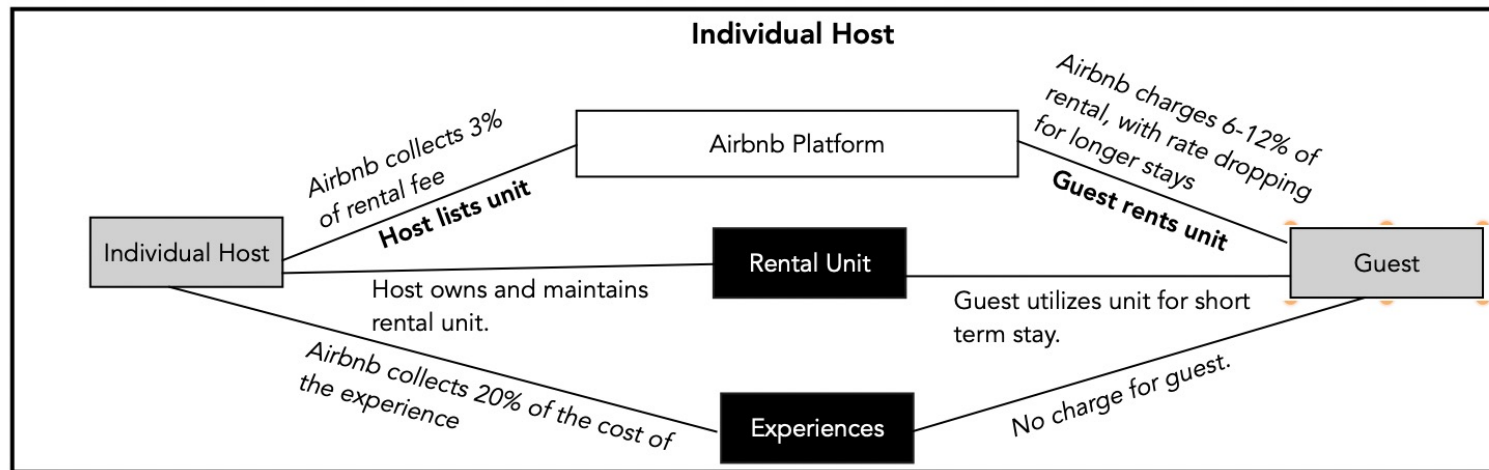 Individual Host
Airbnb collects 3%
of rental fee
Host lists unit
Airbnb Platform
Airbnb charges 6-12% of
rental, with rate dropping
for longer stays
Guest rents unit
Individual Host
Rental Unit
Guest
Host owns and maintains
rental unit.
Guest utilizes unit for short
term stay.
Airbnb collects 20% of the cost of
the experience
Experiences
No charge for guest.